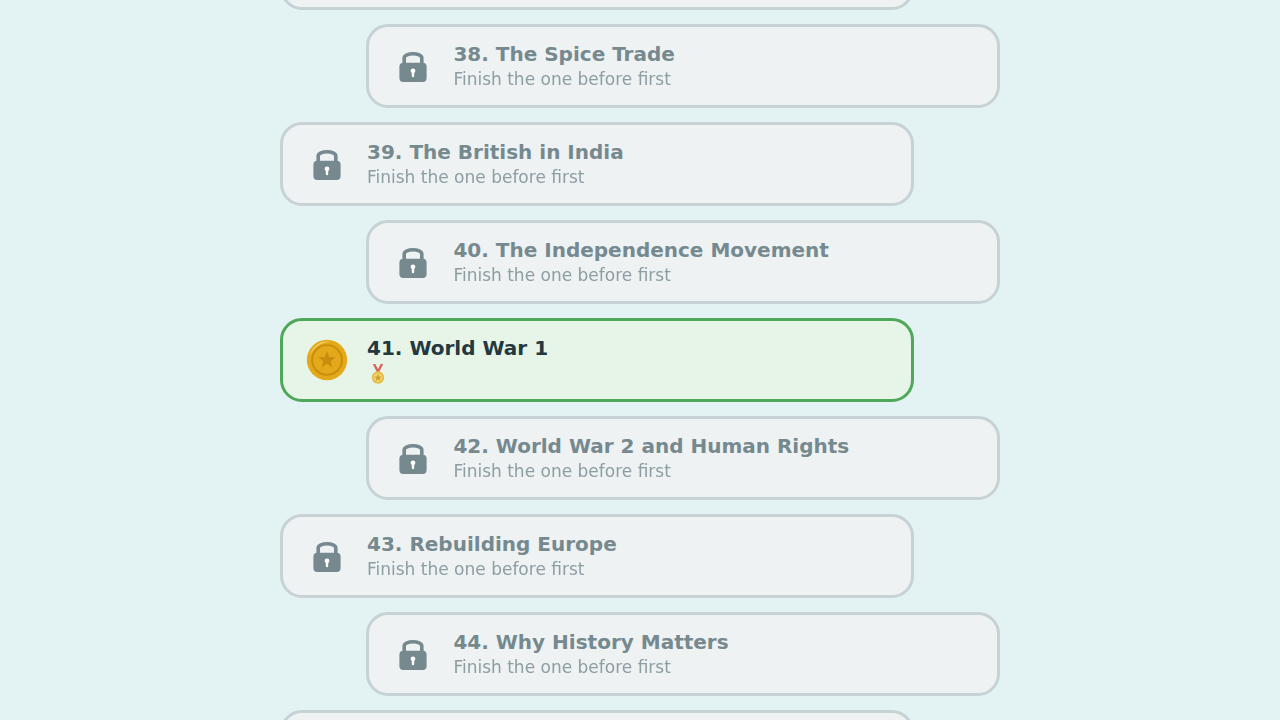 38. The Spice Trade
Finish the one before first
39. The British in India
Finish the one before first
40. The Independence Movement
Finish the one before first
41. World War 1
🏅
42. World War 2 and Human Rights
Finish the one before first
43. Rebuilding Europe
Finish the one before first
44. Why History Matters
Finish the one before first